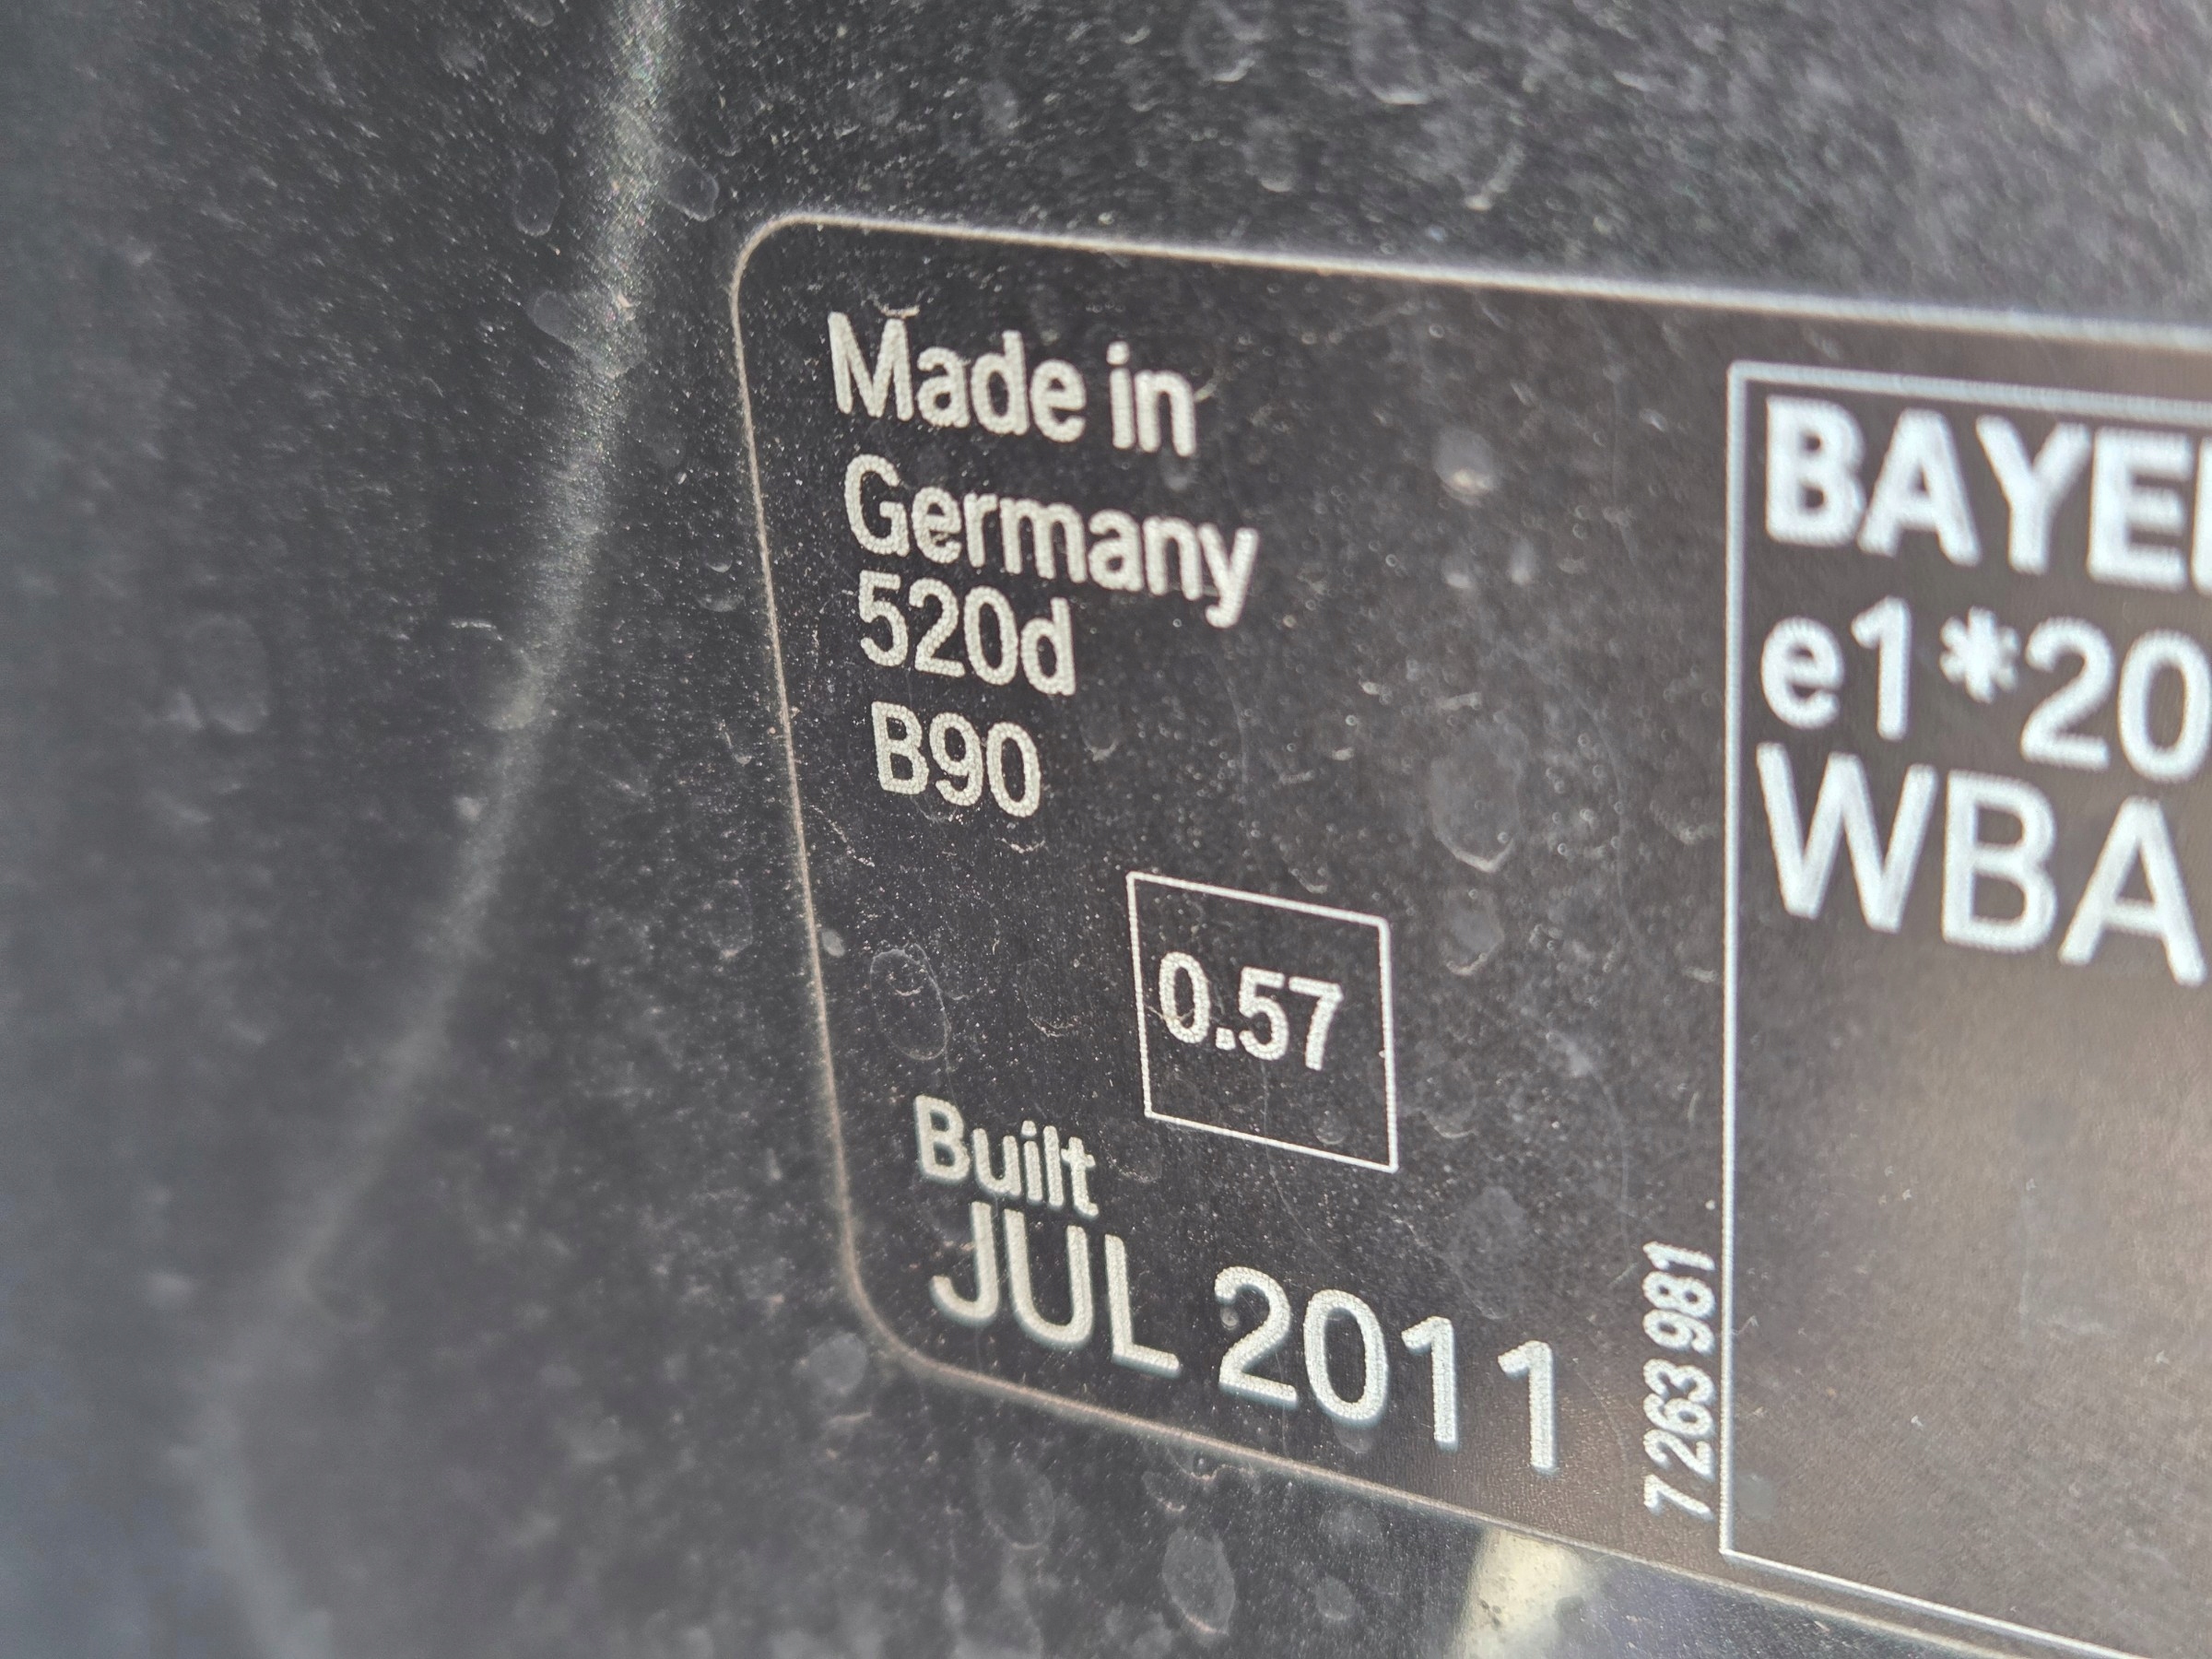 Made in
Germany
520d
B90
0.57
Built
JUL 2011
7 263 981
BAYE
e1*20
WBA